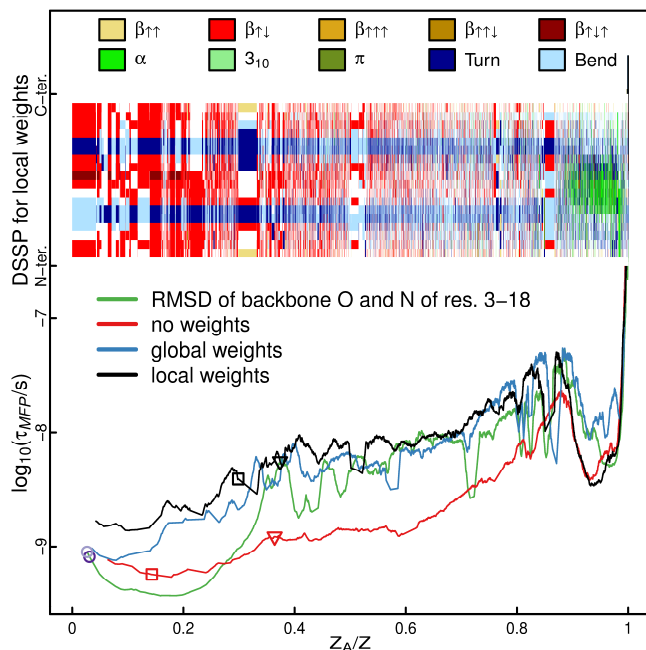 β↑↑ β↑↓ β↑↑↑ β↑↑↓ β↑↓↑
α 3₁₀ π Turn Bend
DSSP for local weights
N-ter. C-ter.
RMSD of backbone O and N of res. 3−18
no weights
global weights
local weights
log₁₀(τMFP/s)
-7
-8
-9
0 0.2 0.4 0.6 0.8 1
Z_A/Z